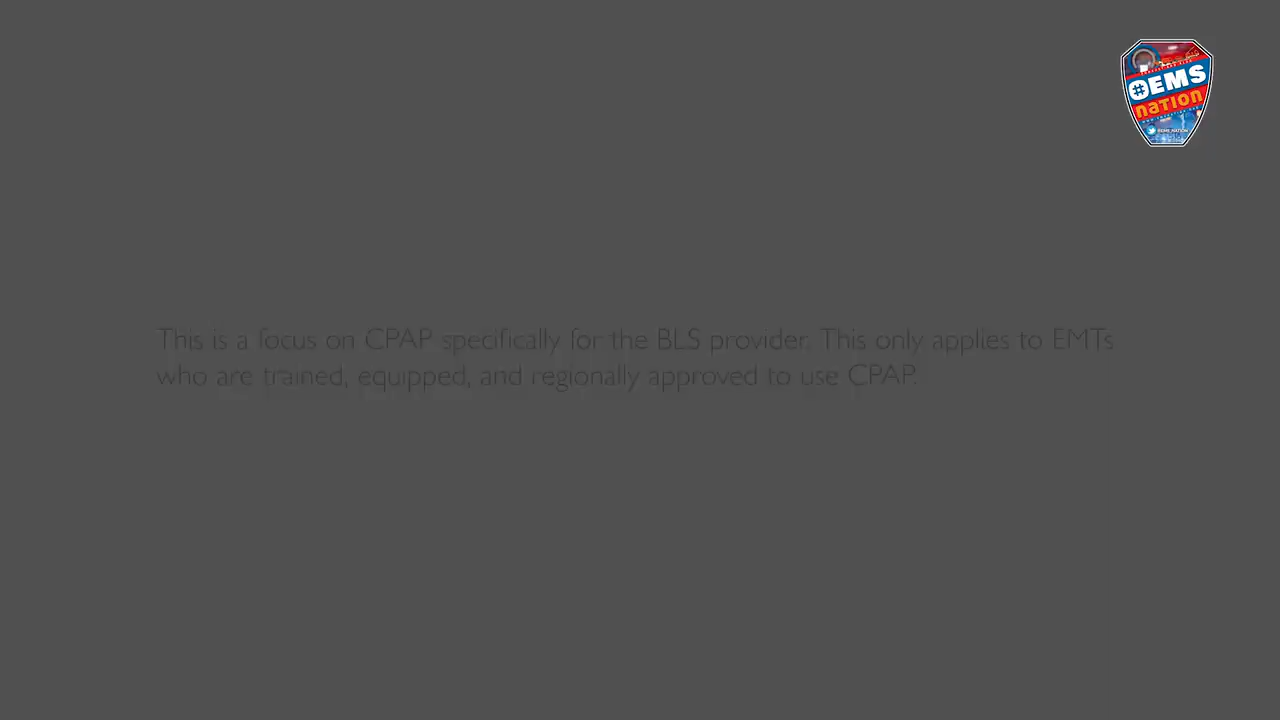 #EMS
nation
This is a focus on CPAP specifically for the BLS provider. This only applies to EMTs
who are trained, equipped, and regionally approved to use CPAP.